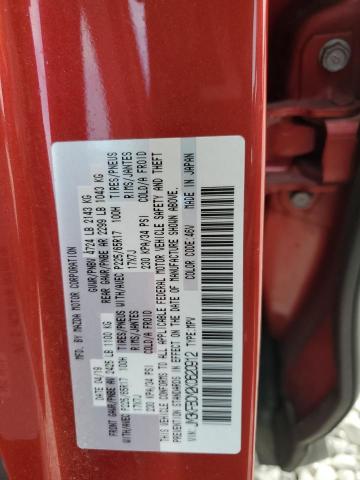 MFD. BY MAZDA MOTOR CORPORATION
DATE: 04/19 GVWR/PNBV 4724 LB 2143 KG
FRONT GAWR/PNBE AV 2425 LB 1100 KG REAR GAWR/PNBE AR 2299 LB 1043 KG
WITH/AVEC P225/65R17 100H TIRES/PNEUS WITH/AVEC P225/65R17 100H TIRES/PNEUS
17X7J RIMS/JANTES 17X7J RIMS/JANTES
230 KPA/34 PSI COLD/A FROID 230 KPA/34 PSI COLD/A FROID
THIS VEHICLE CONFORMS TO ALL APPLICABLE FEDERAL MOTOR VEHICLE SAFETY AND THEFT
PREVENTION STANDARDS IN EFFECT ON THE DATE OF MANUFACTURE SHOWN ABOVE.
VIN: TYPE:MPV COLOR CODE:46V MADE IN JAPAN